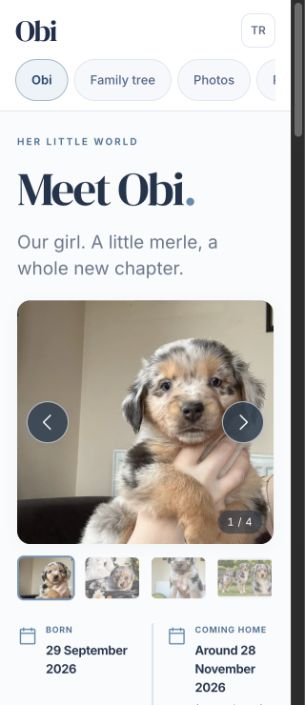 Obi
TR
Obi
Family tree
Photos
HER LITTLE WORLD
Meet Obi.
Our girl. A little merle, a
whole new chapter.
1 / 4
BORN
29 September
2026
COMING HOME
Around 28
November
2026